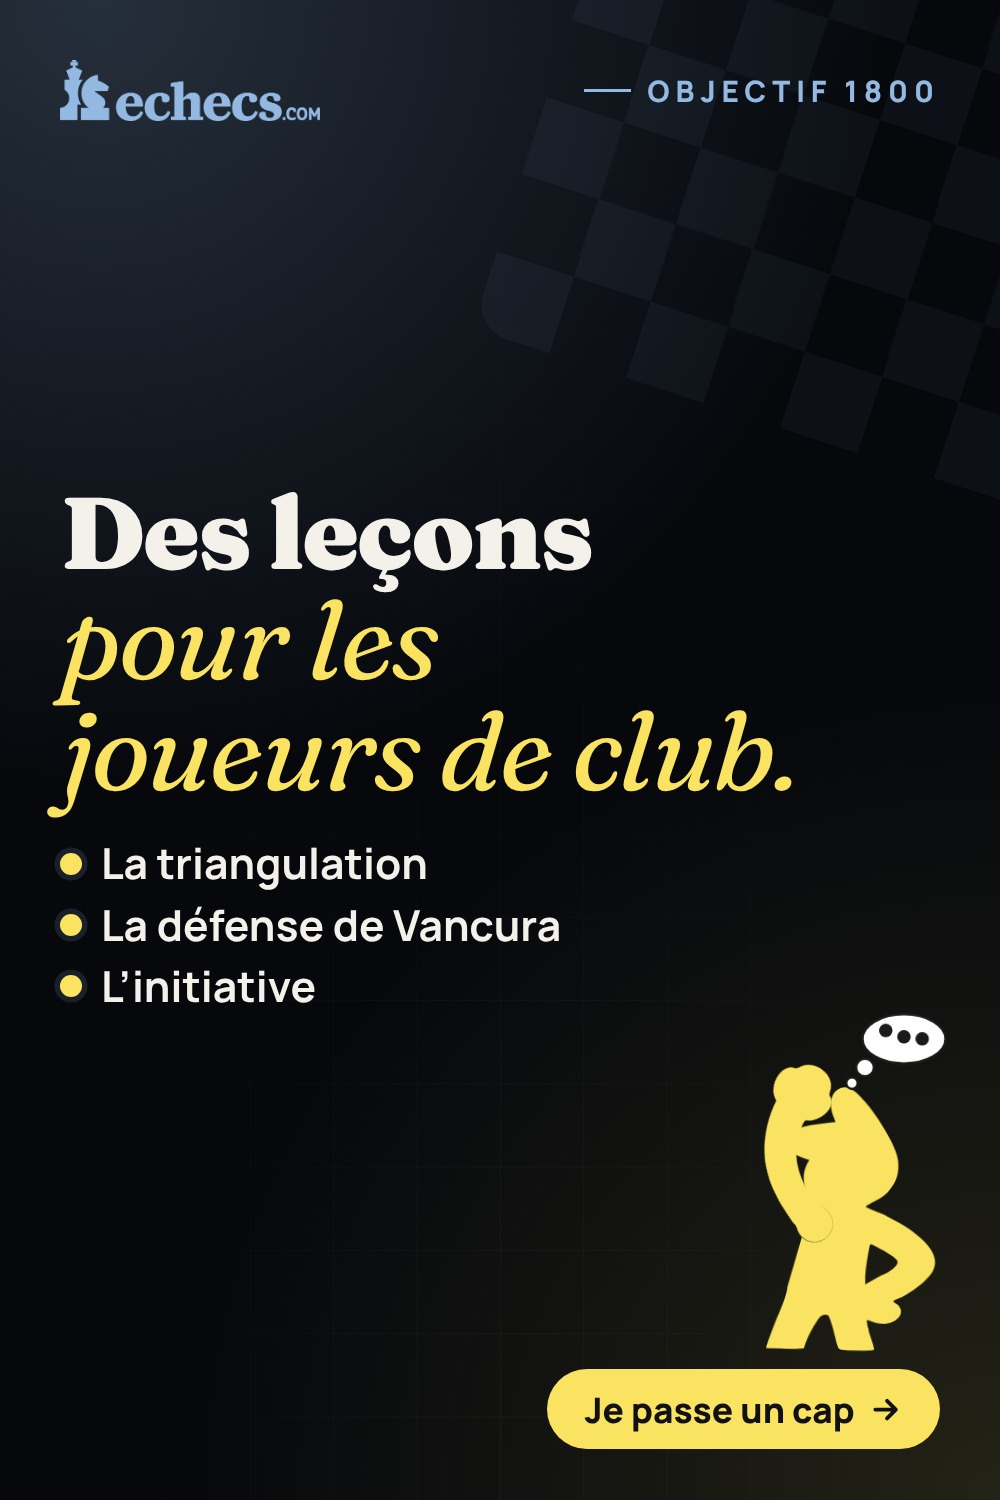 echecs.COM
OBJECTIF 1800
Des leçons
pour les
joueurs de club.
La triangulation
La défense de Vancura
L’initiative
Je passe un cap →